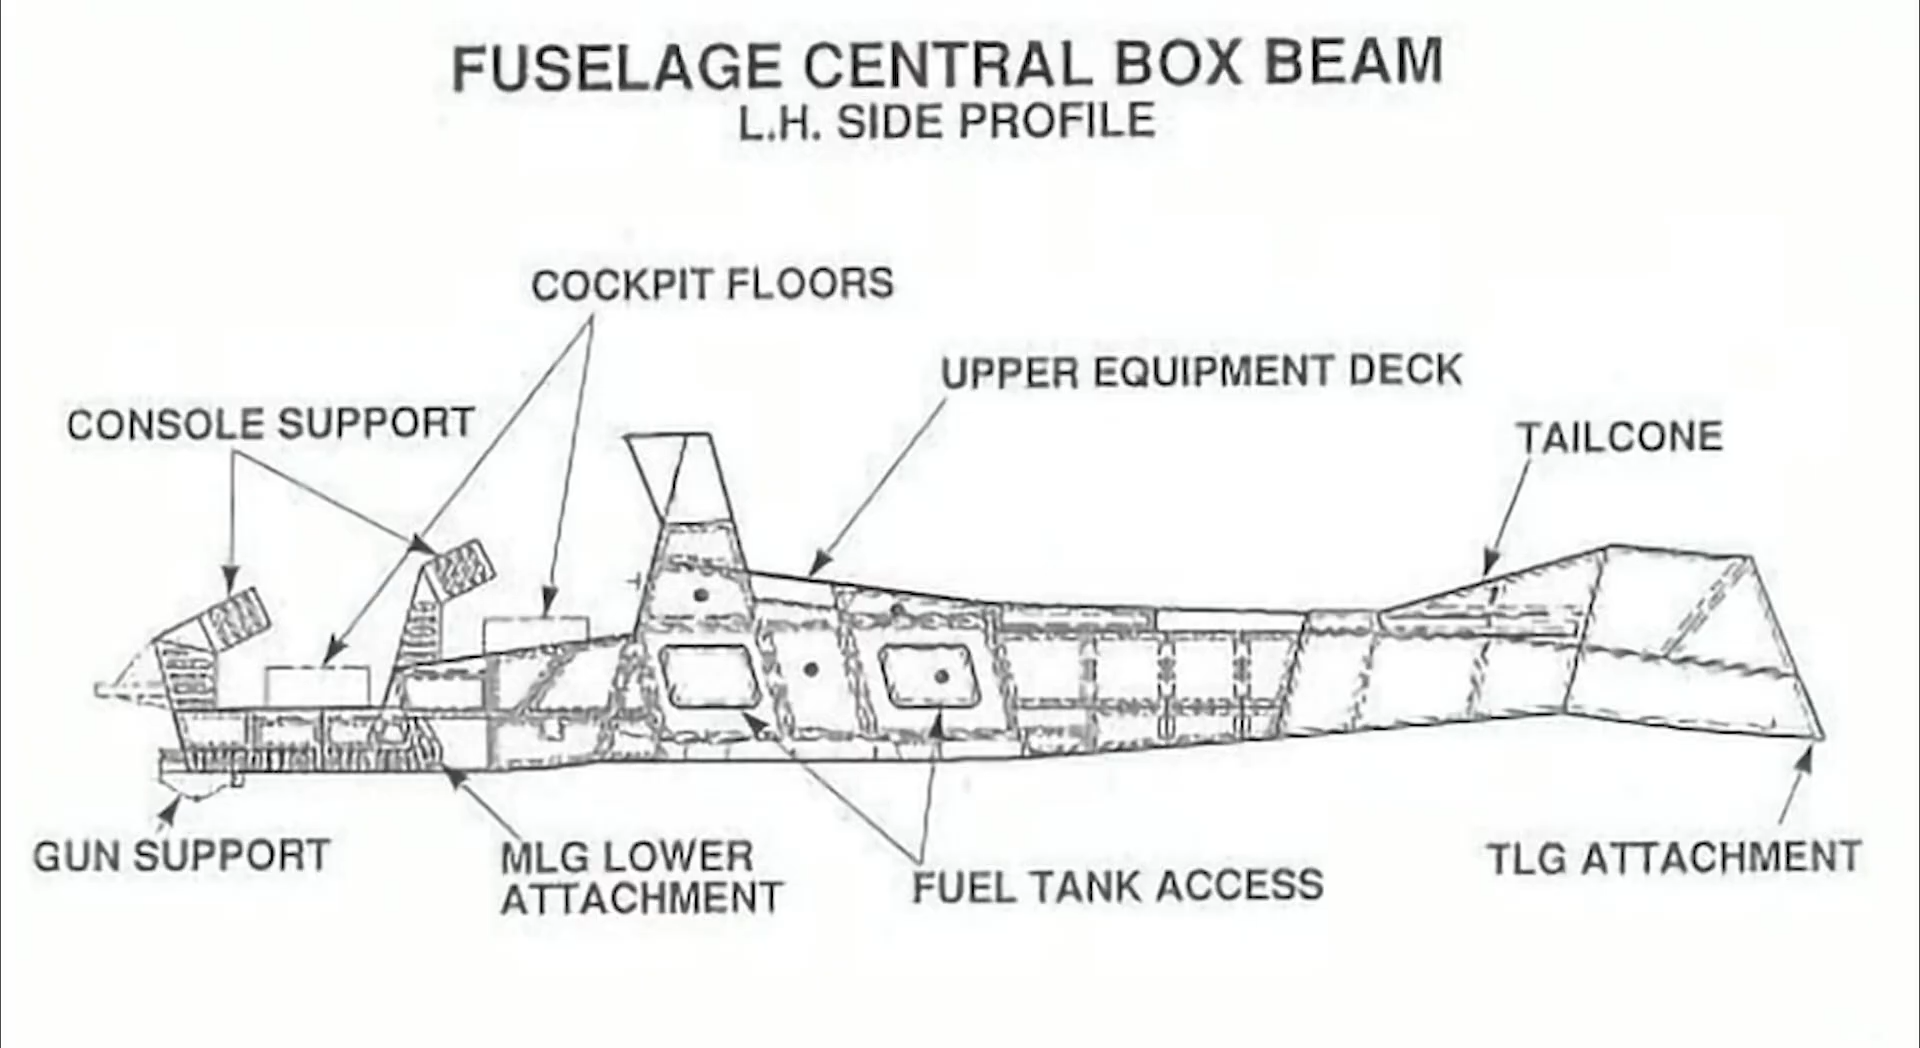 FUSELAGE CENTRAL BOX BEAM
L.H. SIDE PROFILE
COCKPIT FLOORS
UPPER EQUIPMENT DECK
CONSOLE SUPPORT
TAILCONE
GUN SUPPORT
MLG LOWER
ATTACHMENT
FUEL TANK ACCESS
TLG ATTACHMENT